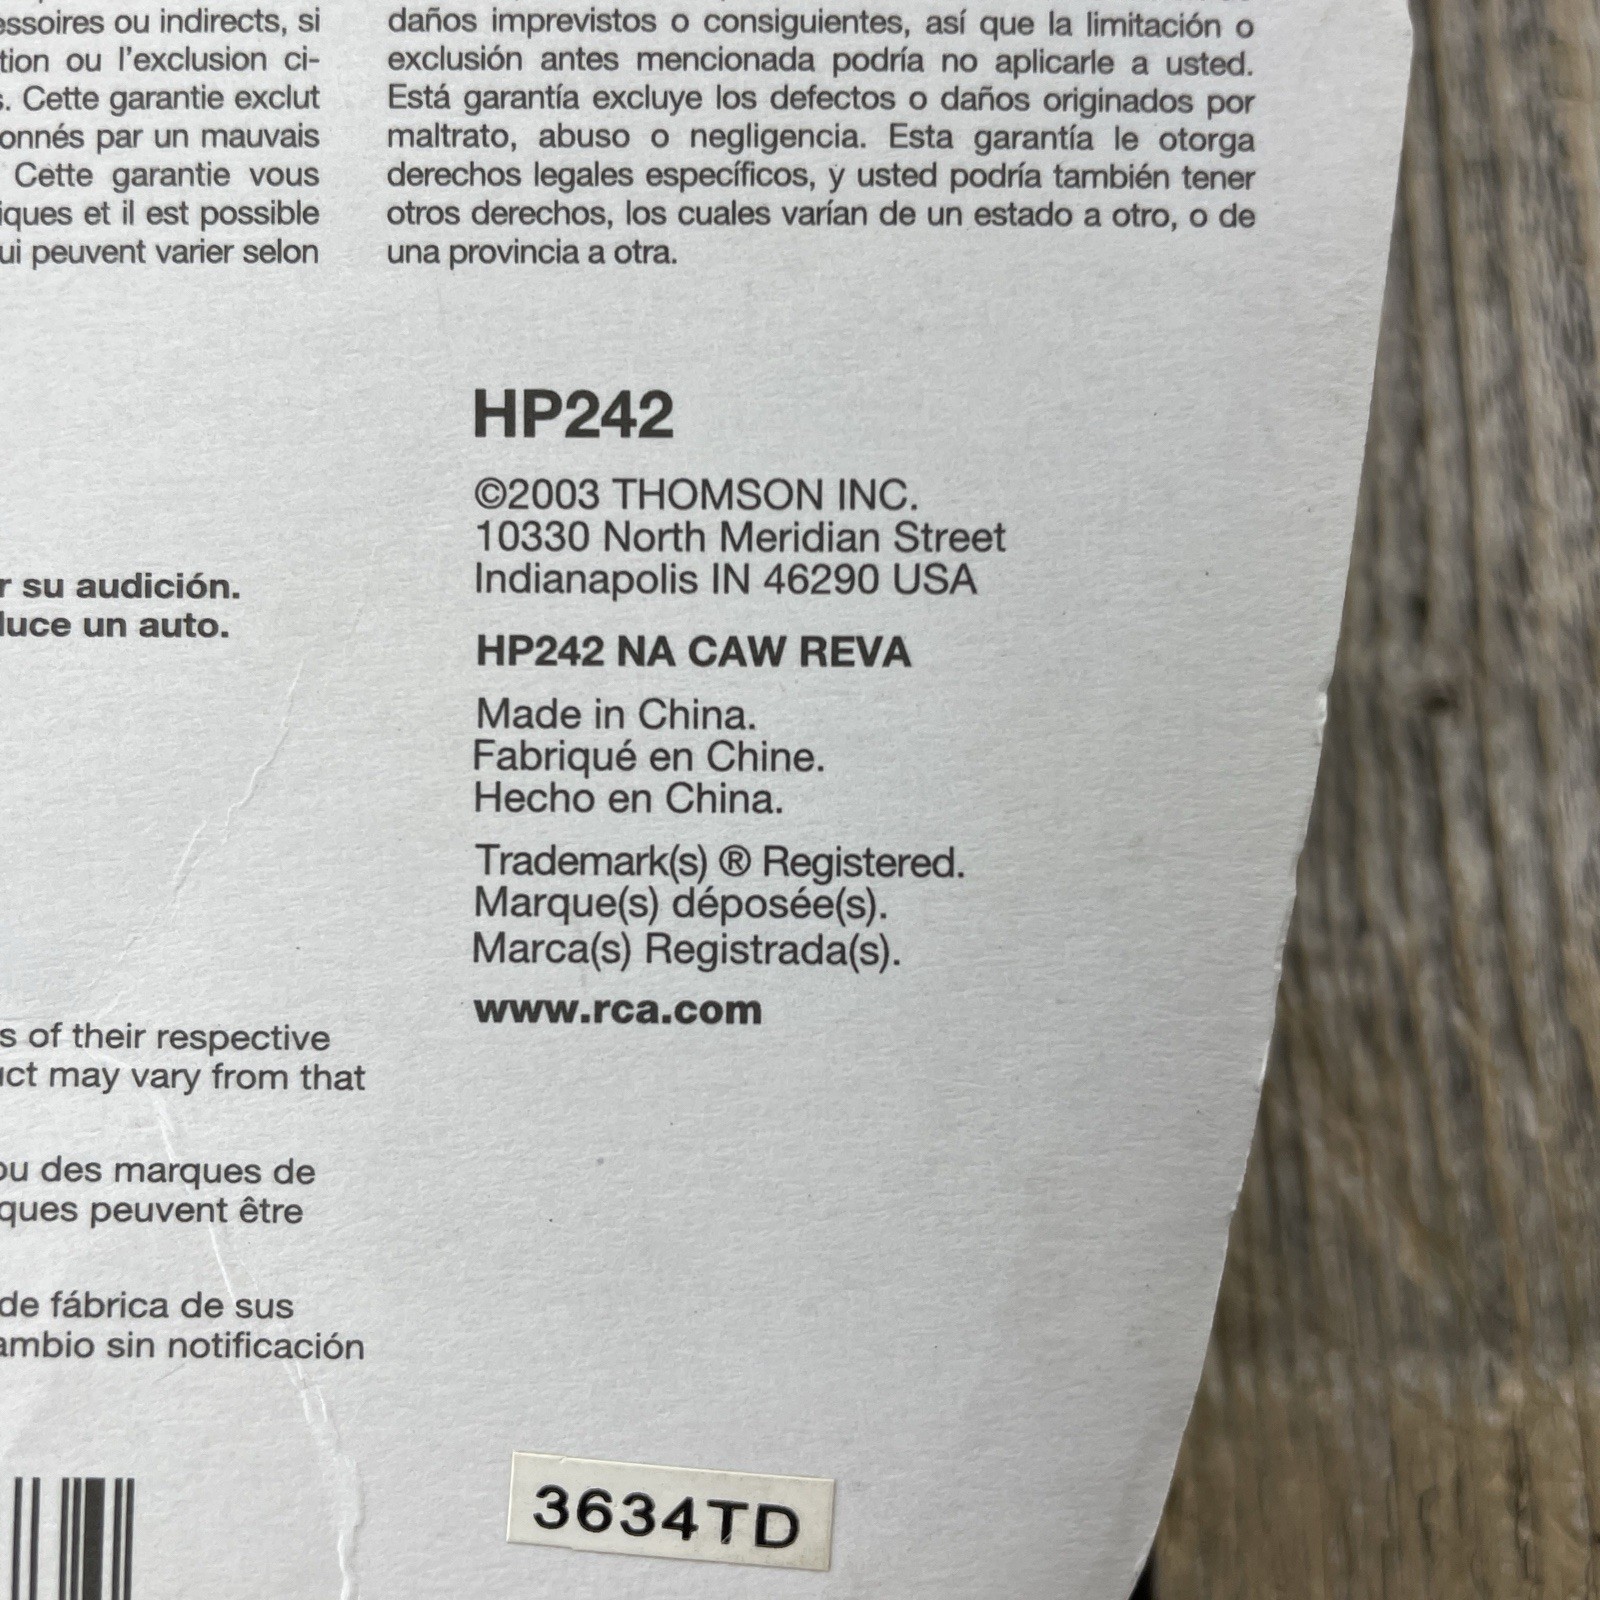 ssoires ou indirects, si
tion ou l'exclusion ci-
s. Cette garantie exclut
onnés par un mauvais
Cette garantie vous
iques et il est possible
ui peuvent varier selon
daños imprevistos o consiguientes, así que la limitación o
exclusión antes mencionada podría no aplicarle a usted.
Está garantía excluye los defectos o daños originados por
maltrato, abuso o negligencia. Esta garantía le otorga
derechos legales específicos, y usted podría también tener
otros derechos, los cuales varían de un estado a otro, o de
una provincia a otra.
HP242
©2003 THOMSON INC.
10330 North Meridian Street
Indianapolis IN 46290 USA
r su audición.
luce un auto.
HP242 NA CAW REVA
Made in China.
Fabriqué en Chine.
Hecho en China.
Trademark(s) ® Registered.
Marque(s) déposée(s).
Marca(s) Registrada(s).
www.rca.com
s of their respective
uct may vary from that
ou des marques de
ques peuvent être
de fábrica de sus
ambio sin notificación
3634TD